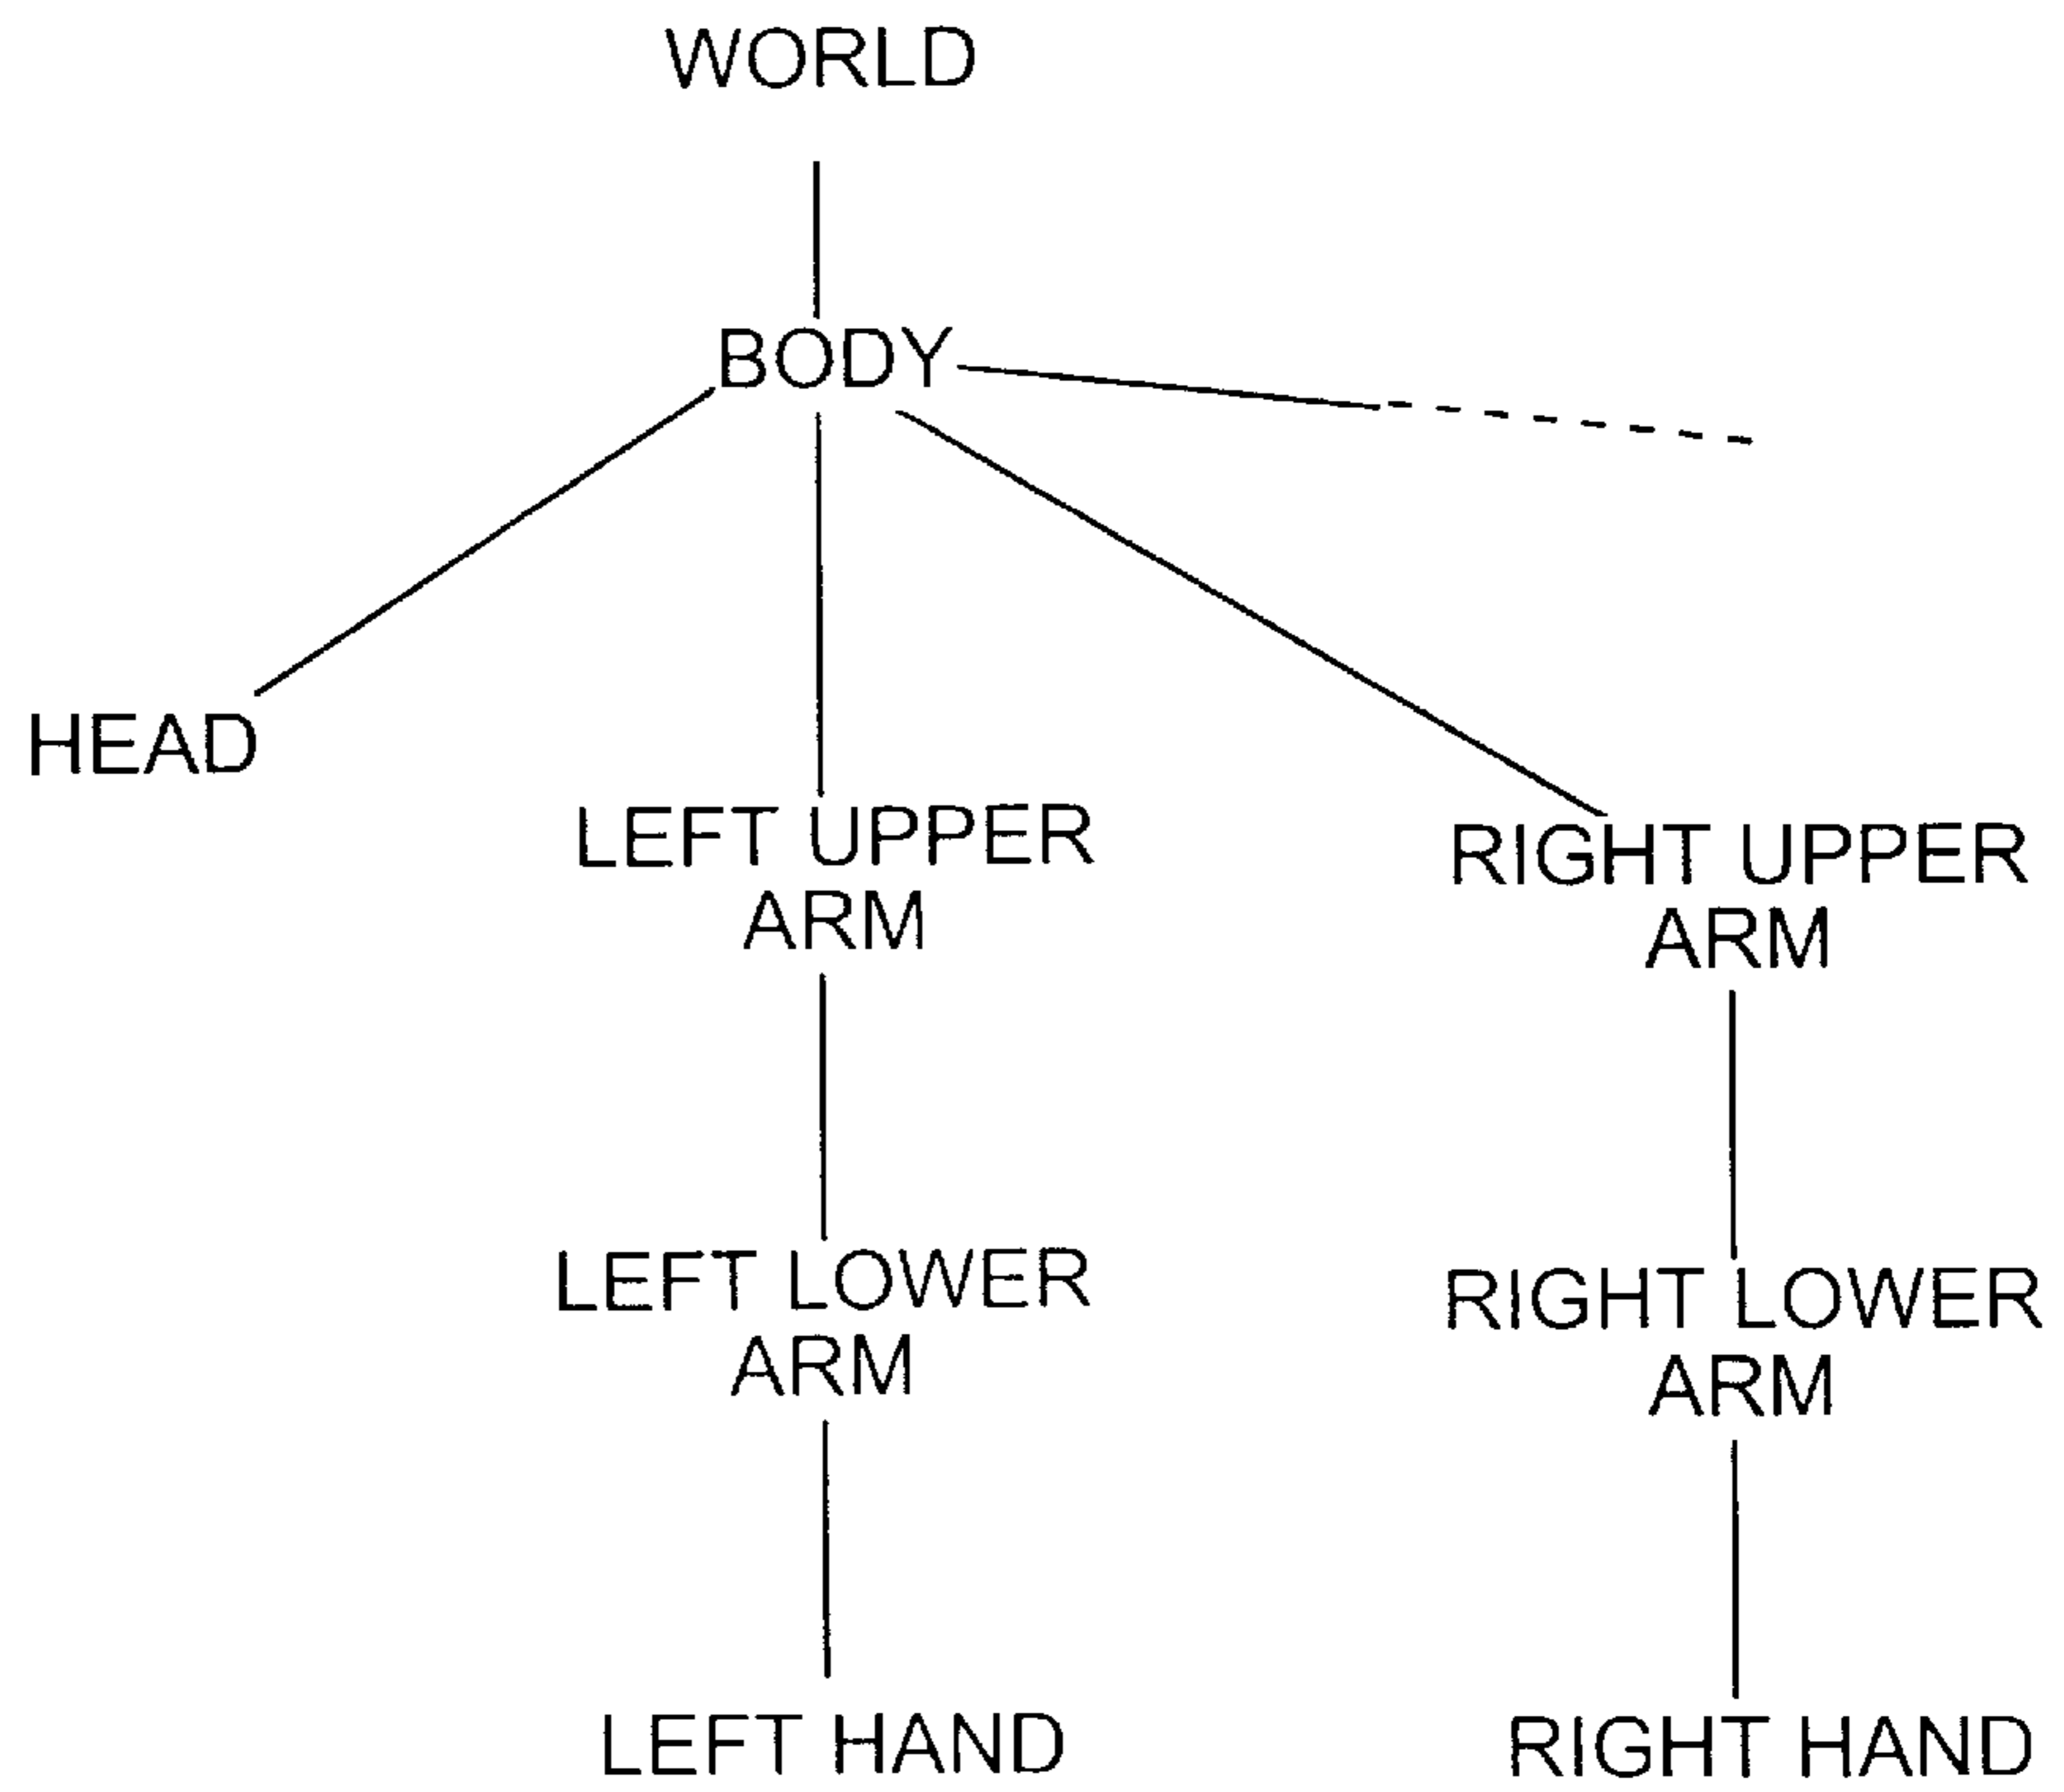 WORLD
BODY
HEAD
LEFT UPPER
ARM
RIGHT UPPER
ARM
LEFT LOWER
ARM
RIGHT LOWER
ARM
LEFT HAND
RIGHT HAND